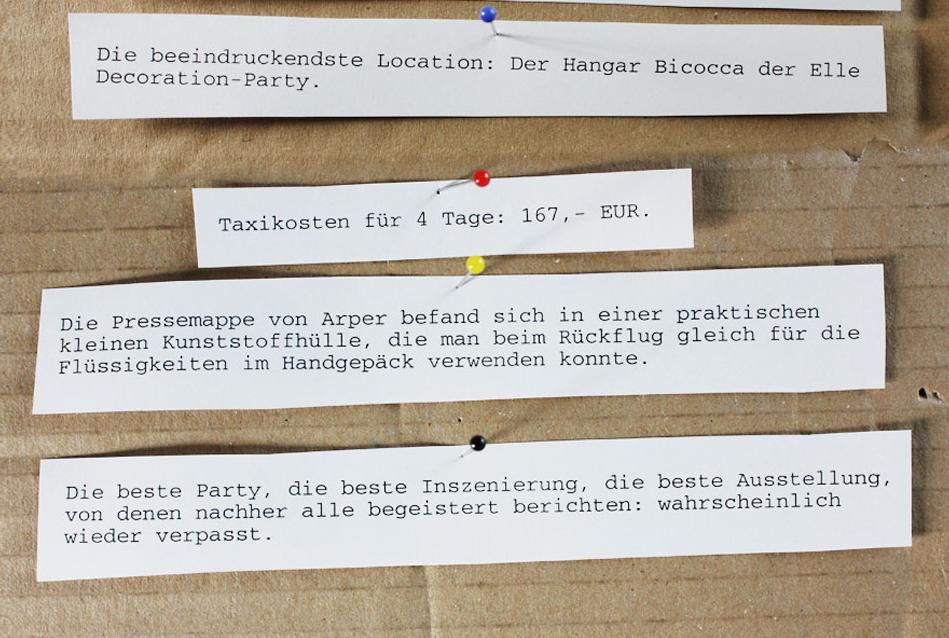 Die beeindruckendste Location: Der Hangar Bicocca der Elle
Decoration-Party.
Taxikosten für 4 Tage: 167,- EUR.
Die Pressemappe von Arper befand sich in einer praktischen
kleinen Kunststoffhülle, die man beim Rückflug gleich für die
Flüssigkeiten im Handgepäck verwenden konnte.
Die beste Party, die beste Inszenierung, die beste Ausstellung,
von denen nachher alle begeistert berichten: wahrscheinlich
wieder verpasst.